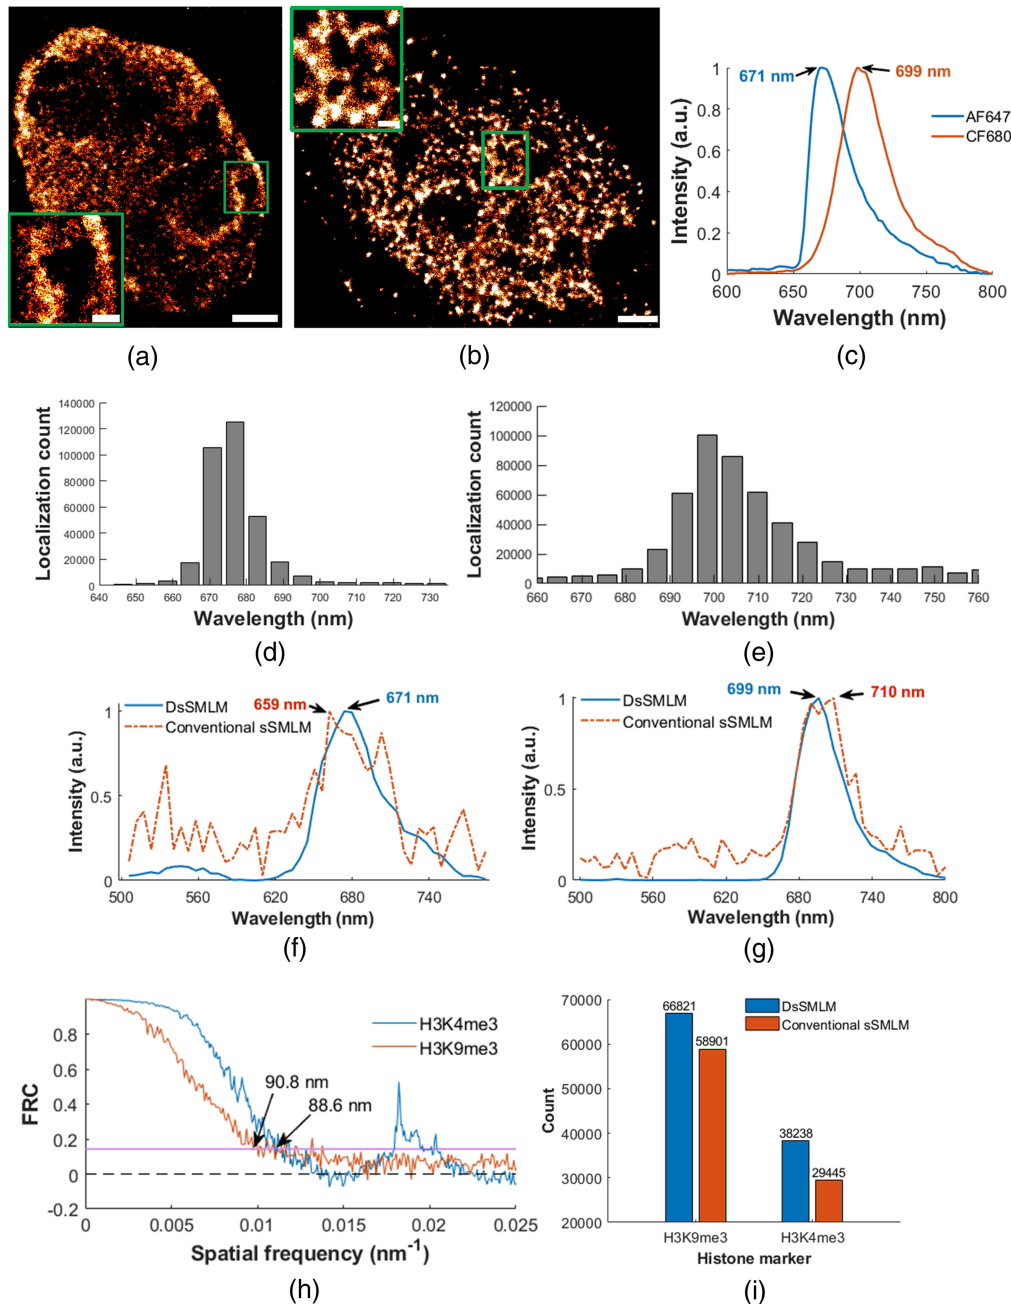 (a)
(b)
671 nm
699 nm
1
0.8
0.6
0.4
0.2
0
Intensity (a.u.)
AF647
CF680
600
650
700
750
800
Wavelength (nm)
(c)
140000
120000
100000
80000
60000
40000
20000
0
Localization count
640
650
660
670
680
690
700
710
720
730
Wavelength (nm)
(d)
120000
100000
80000
60000
40000
20000
0
Localization count
660
670
680
690
700
710
720
730
740
750
760
Wavelength (nm)
(e)
DsSMLM
Conventional sSMLM
659 nm
671 nm
1
0.5
0
Intensity (a.u.)
500
560
620
680
740
Wavelength (nm)
(f)
DsSMLM
Conventional sSMLM
699 nm
710 nm
1
0.5
0
Intensity (a.u.)
500
560
620
680
740
800
Wavelength (nm)
(g)
H3K4me3
H3K9me3
90.8 nm
88.6 nm
0.8
0.6
0.4
0.2
0
-0.2
FRC
0
0.005
0.01
0.015
0.02
0.025
Spatial frequency (nm⁻¹)
(h)
70000
60000
50000
40000
30000
20000
Count
DsSMLM
Conventional sSMLM
66821
58901
38238
29445
H3K9me3
H3K4me3
Histone marker
(i)